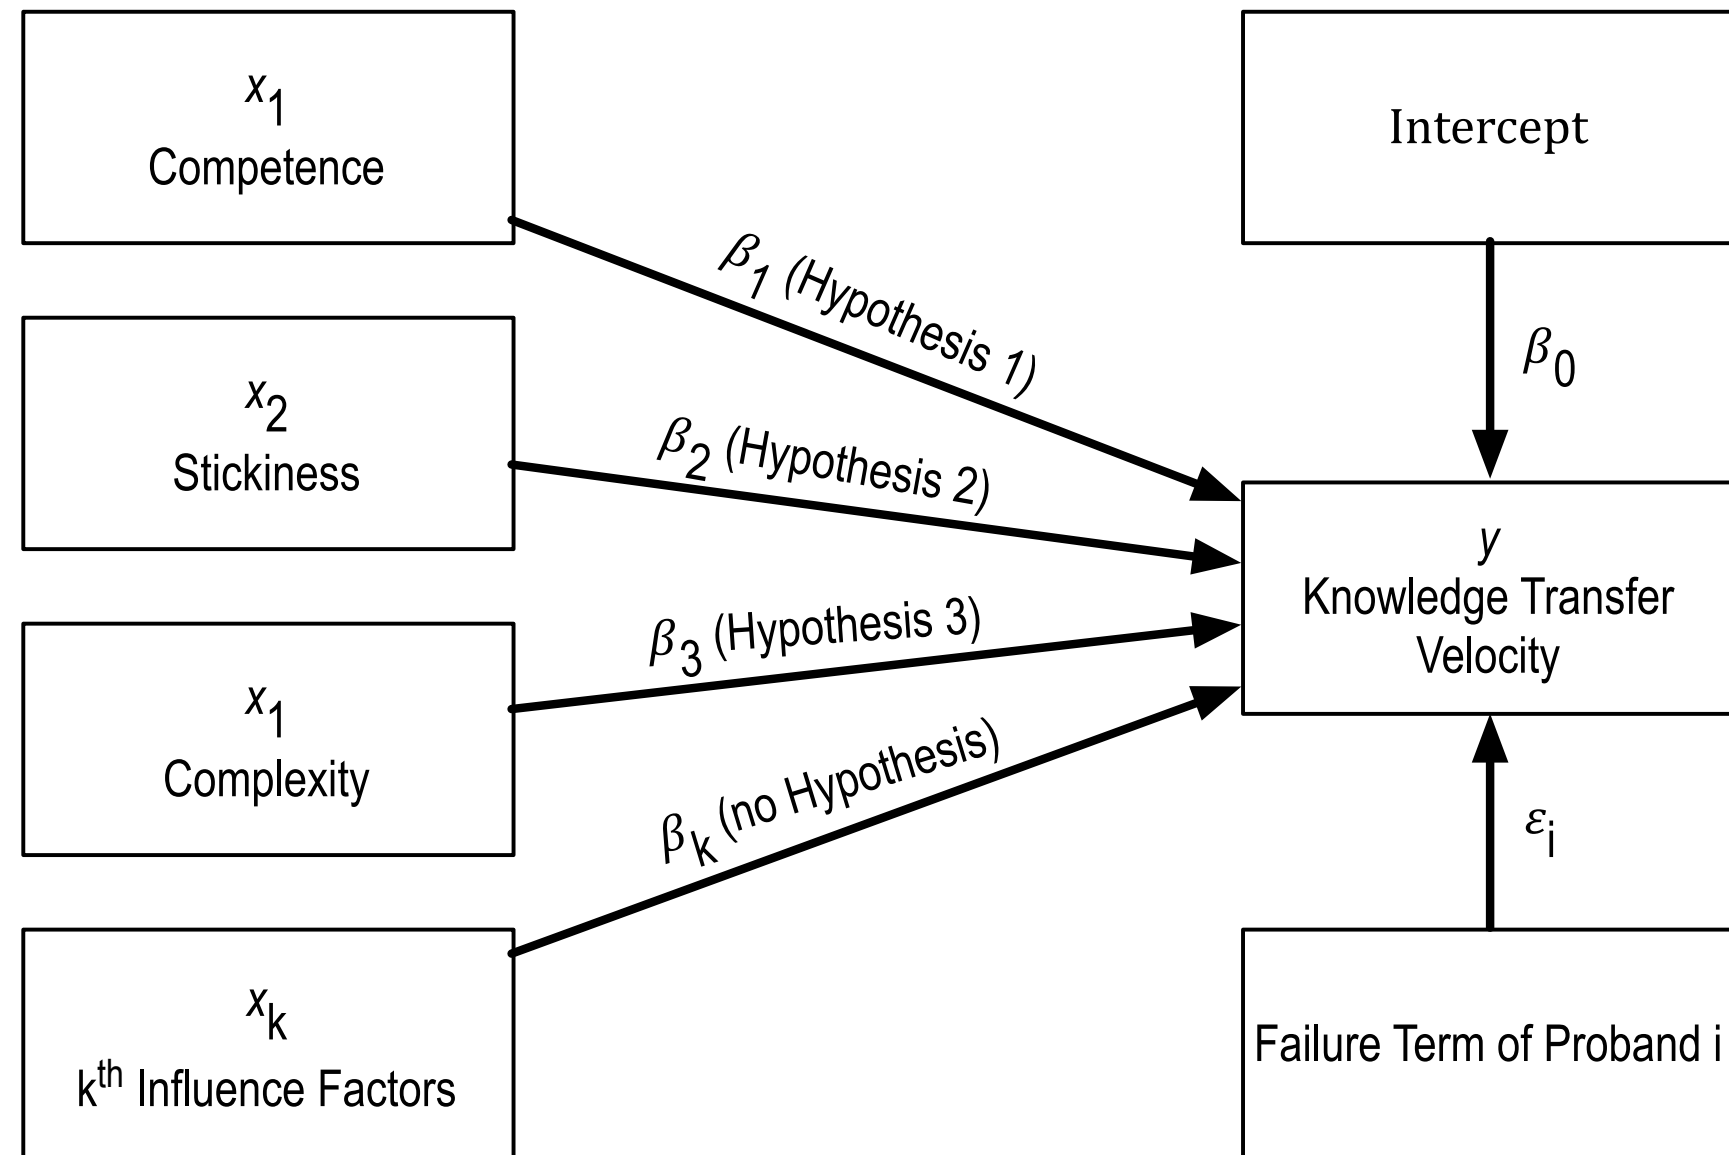 x₁
Competence
Intercept
β₁ (Hypothesis 1)
β₀
x₂
Stickiness
β₂ (Hypothesis 2)
y
Knowledge Transfer
Velocity
x₁
Complexity
β₃ (Hypothesis 3)
βₖ (no Hypothesis)
εᵢ
xₖ
kᵗʰ Influence Factors
Failure Term of Proband i